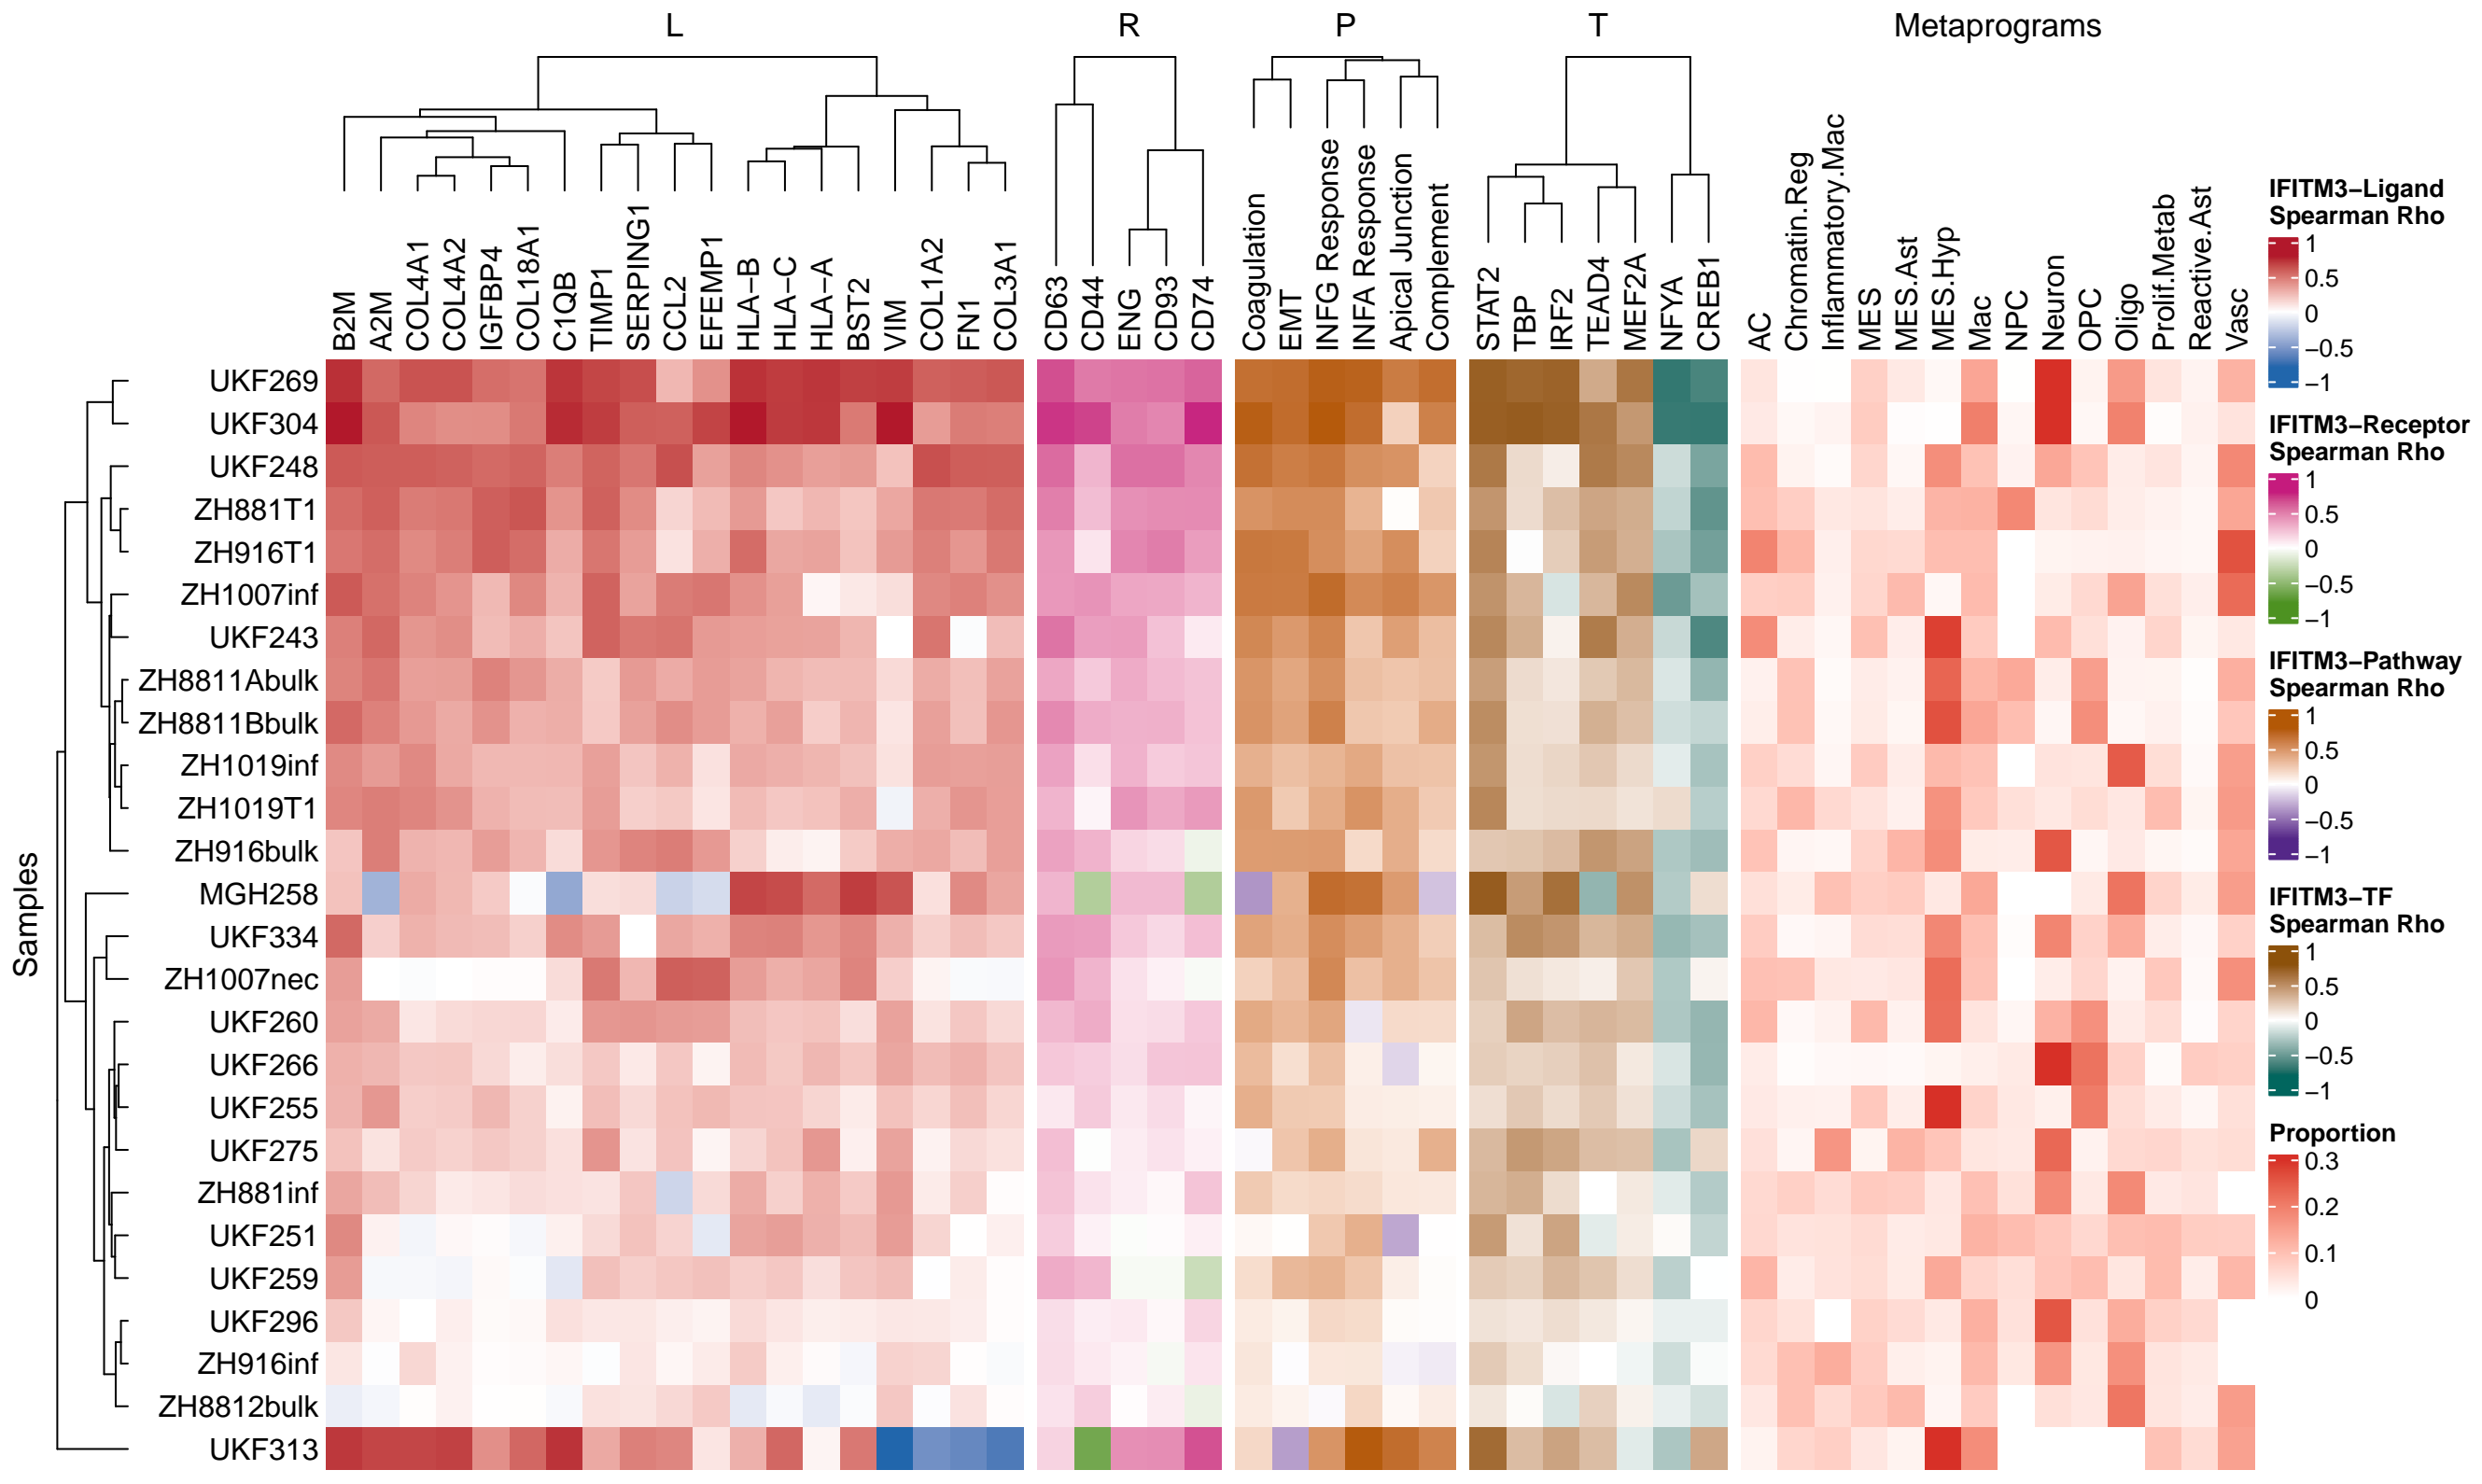 L
R
P
T
Metaprograms
B2M
A2M
COL4A1
COL4A2
IGFBP4
COL18A1
C1QB
TIMP1
SERPING1
CCL2
EFEMP1
HLA−B
HLA−C
HLA−A
BST2
VIM
COL1A2
FN1
COL3A1
CD63
CD44
ENG
CD93
CD74
Coagulation
EMT
INFG Response
INFA Response
Apical Junction
Complement
STAT2
TBP
IRF2
TEAD4
MEF2A
NFYA
CREB1
AC
Chromatin.Reg
Inflammatory.Mac
MES
MES.Ast
MES.Hyp
Mac
NPC
Neuron
OPC
Oligo
Prolif.Metab
Reactive.Ast
Vasc
Samples
UKF269
UKF304
UKF248
ZH881T1
ZH916T1
ZH1007inf
UKF243
ZH8811Abulk
ZH8811Bbulk
ZH1019inf
ZH1019T1
ZH916bulk
MGH258
UKF334
ZH1007nec
UKF260
UKF266
UKF255
UKF275
ZH881inf
UKF251
UKF259
UKF296
ZH916inf
ZH8812bulk
UKF313
IFITM3−Ligand
Spearman Rho
1
0.5
0
−0.5
−1
IFITM3−Receptor
Spearman Rho
1
0.5
0
−0.5
−1
IFITM3−Pathway
Spearman Rho
1
0.5
0
−0.5
−1
IFITM3−TF
Spearman Rho
1
0.5
0
−0.5
−1
Proportion
0.3
0.2
0.1
0